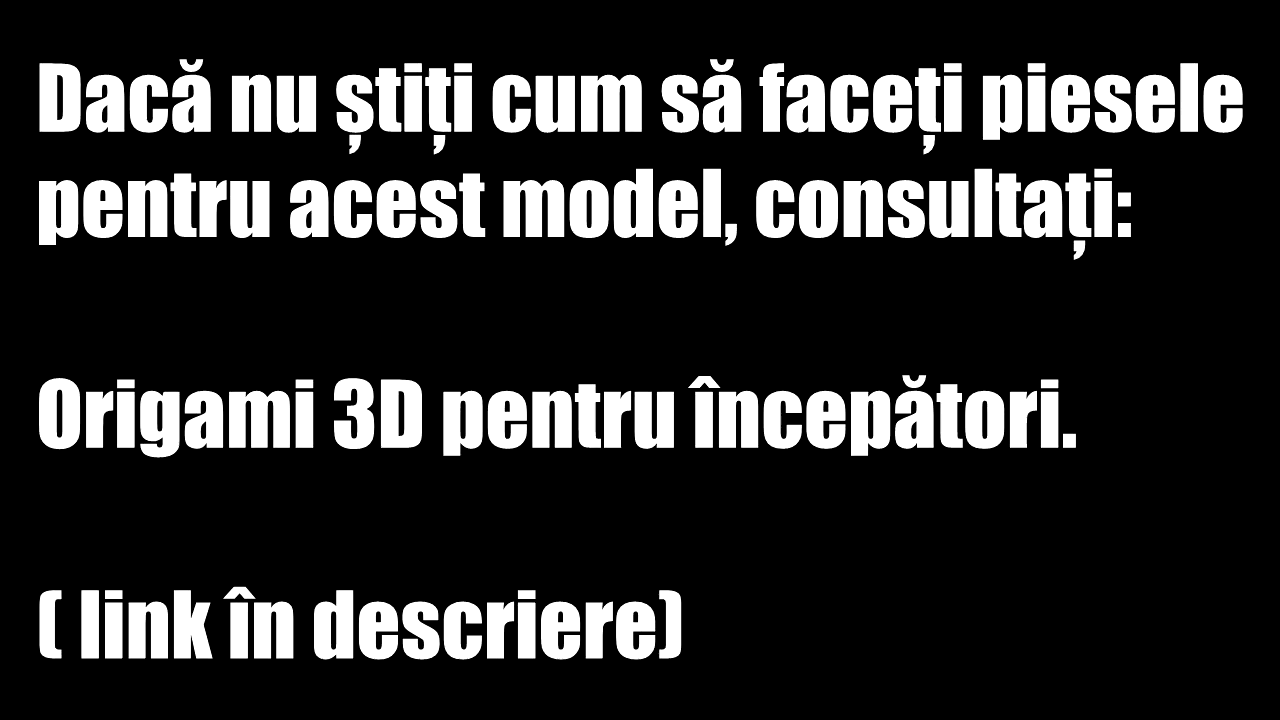 Dacă nu știți cum să faceți piesele
pentru acest model, consultați:
Origami 3D pentru începători.
( link în descriere)